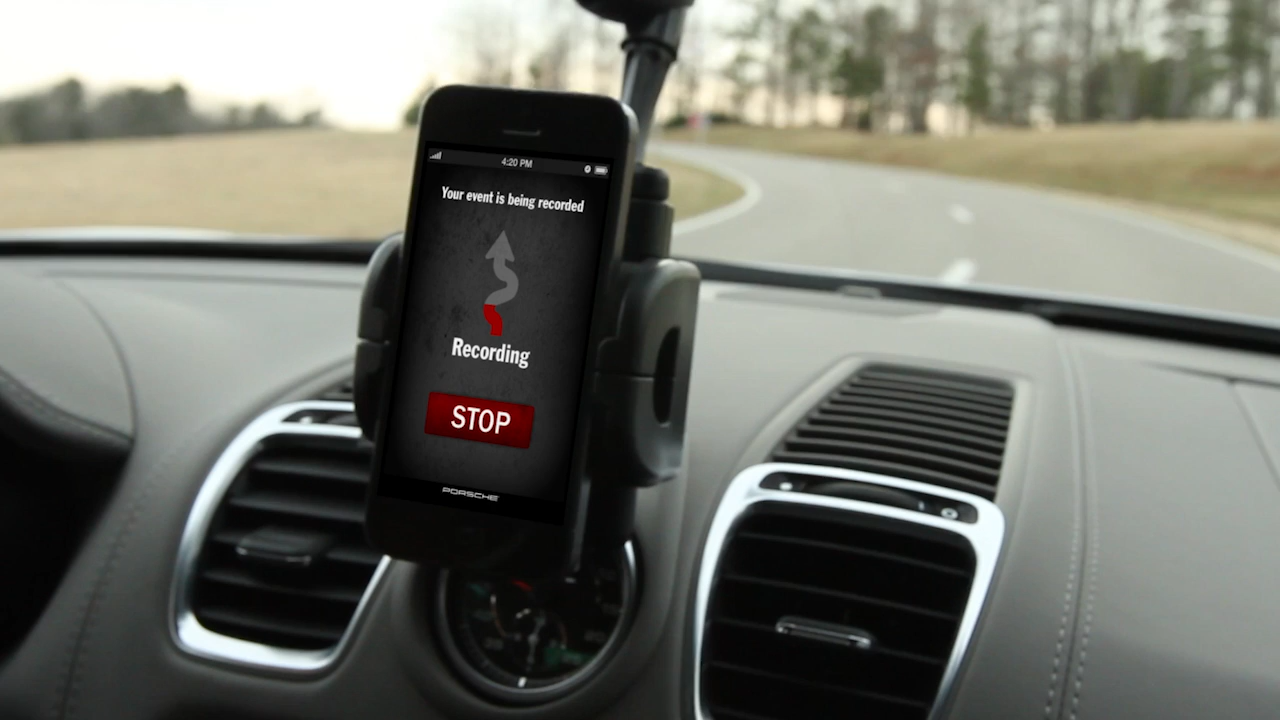 4:20 PM
Your event is being recorded
Recording
STOP
PORSCHE